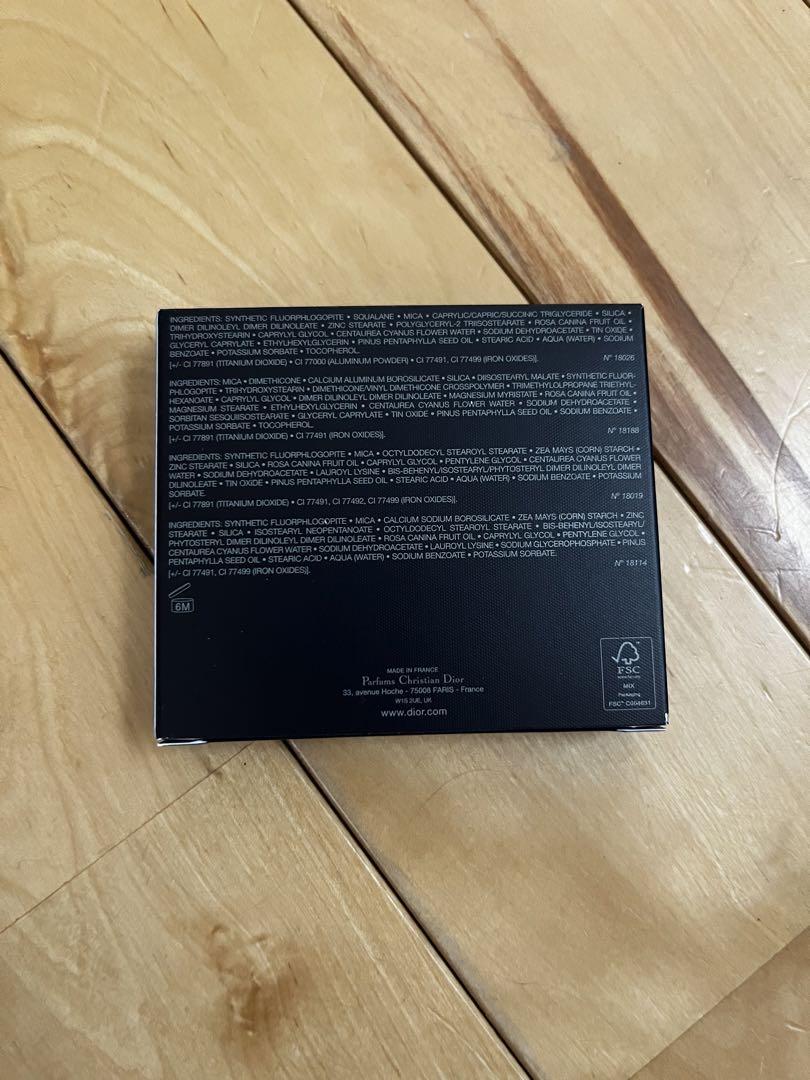 INGREDIENTS: SYNTHETIC FLUORPHLOGOPITE • SQUALANE • MICA • CAPRYLIC/CAPRIC/SUCCINIC TRIGLYCERIDE • SILICA •
DIMER DILINOLEYL DIMER DILINOLEATE • ZINC STEARATE • POLYGLYCERYL-2 TRIISOSTEARATE • ROSA CANINA FRUIT OIL •
TRIHYDROXYSTEARIN • CAPRYLYL GLYCOL • CENTAUREA CYANUS FLOWER WATER • SODIUM DEHYDROACETATE • TIN OXIDE •
GLYCERYL CAPRYLATE • ETHYLHEXYLGLYCERIN • PINUS PENTAPHYLLA SEED OIL • STEARIC ACID • AQUA (WATER) • SODIUM
BENZOATE • POTASSIUM SORBATE • TOCOPHEROL.
[+/- CI 77891 (TITANIUM DIOXIDE) • CI 77000 (ALUMINUM POWDER) • CI 77491, CI 77499 (IRON OXIDES)]. N° 18026
INGREDIENTS: MICA • DIMETHICONE • CALCIUM ALUMINUM BOROSILICATE • SILICA • DIISOSTEARYL MALATE • SYNTHETIC FLUOR-
PHLOGOPITE • TRIHYDROXYSTEARIN • DIMETHICONE/VINYL DIMETHICONE CROSSPOLYMER • TRIMETHYLOLPROPANE TRIETHYL-
HEXANOATE • CAPRYLYL GLYCOL • DIMER DILINOLEYL DIMER DILINOLEATE • MAGNESIUM MYRISTATE • ROSA CANINA FRUIT OIL •
MAGNESIUM STEARATE • ETHYLHEXYLGLYCERIN • CENTAUREA CYANUS FLOWER WATER • SODIUM DEHYDROACETATE •
SORBITAN SESQUIISOSTEARATE • GLYCERYL CAPRYLATE • TIN OXIDE • PINUS PENTAPHYLLA SEED OIL • SODIUM BENZOATE •
POTASSIUM SORBATE • TOCOPHEROL.
[+/- CI 77891 (TITANIUM DIOXIDE) • CI 77491 (IRON OXIDES)]. N° 18188
INGREDIENTS: SYNTHETIC FLUORPHLOGOPITE • MICA • OCTYLDODECYL STEAROYL STEARATE • ZEA MAYS (CORN) STARCH •
ZINC STEARATE • SILICA • ROSA CANINA FRUIT OIL • CAPRYLYL GLYCOL • PENTYLENE GLYCOL • CENTAUREA CYANUS FLOWER
WATER • SODIUM DEHYDROACETATE • LAUROYL LYSINE • BIS-BEHENYL/ISOSTEARYL/PHYTOSTERYL DIMER DILINOLEYL DIMER
DILINOLEATE • TIN OXIDE • PINUS PENTAPHYLLA SEED OIL • STEARIC ACID • AQUA (WATER) • SODIUM BENZOATE • POTASSIUM
SORBATE.
[+/- CI 77891 (TITANIUM DIOXIDE) • CI 77491, CI 77492, CI 77499 (IRON OXIDES)]. N° 18019
INGREDIENTS: SYNTHETIC FLUORPHLOGOPITE • MICA • CALCIUM SODIUM BOROSILICATE • ZEA MAYS (CORN) STARCH • ZINC
STEARATE • SILICA • ISOSTEARYL NEOPENTANOATE • OCTYLDODECYL STEAROYL STEARATE • BIS-BEHENYL/ISOSTEARYL/
PHYTOSTERYL DIMER DILINOLEYL DIMER DILINOLEATE • ROSA CANINA FRUIT OIL • CAPRYLYL GLYCOL • PENTYLENE GLYCOL •
CENTAUREA CYANUS FLOWER WATER • SODIUM DEHYDROACETATE • LAUROYL LYSINE • SODIUM GLYCEROPHOSPHATE • PINUS
PENTAPHYLLA SEED OIL • STEARIC ACID • AQUA (WATER) • SODIUM BENZOATE • POTASSIUM SORBATE.
[+/- CI 77491, CI 77499 (IRON OXIDES)]. N° 18114
6M
MADE IN FRANCE
Parfums Christian Dior
33, avenue Hoche - 75008 PARIS - France
W1S 2UE, UK
www.dior.com
FSC
www.fsc.org
MIX
Packaging
FSC™ C004631